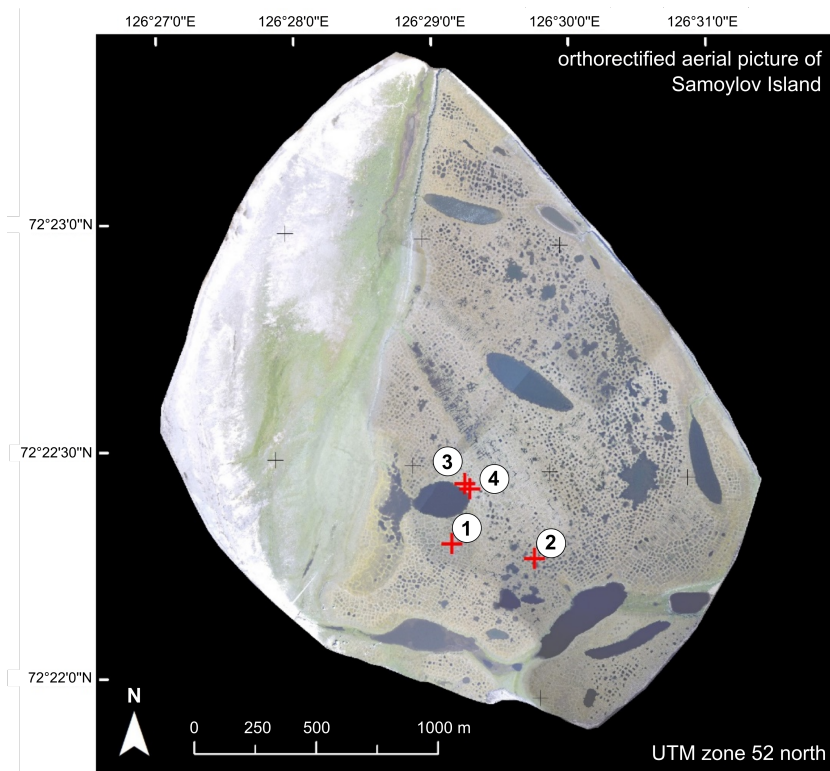 126°27'0"E 126°28'0"E 126°29'0"E 126°30'0"E 126°31'0"E
orthorectified aerial picture of
Samoylov Island
72°23'0"N
72°22'30"N
3
4
1
2
72°22'0"N
N
0 250 500 1000 m
UTM zone 52 north